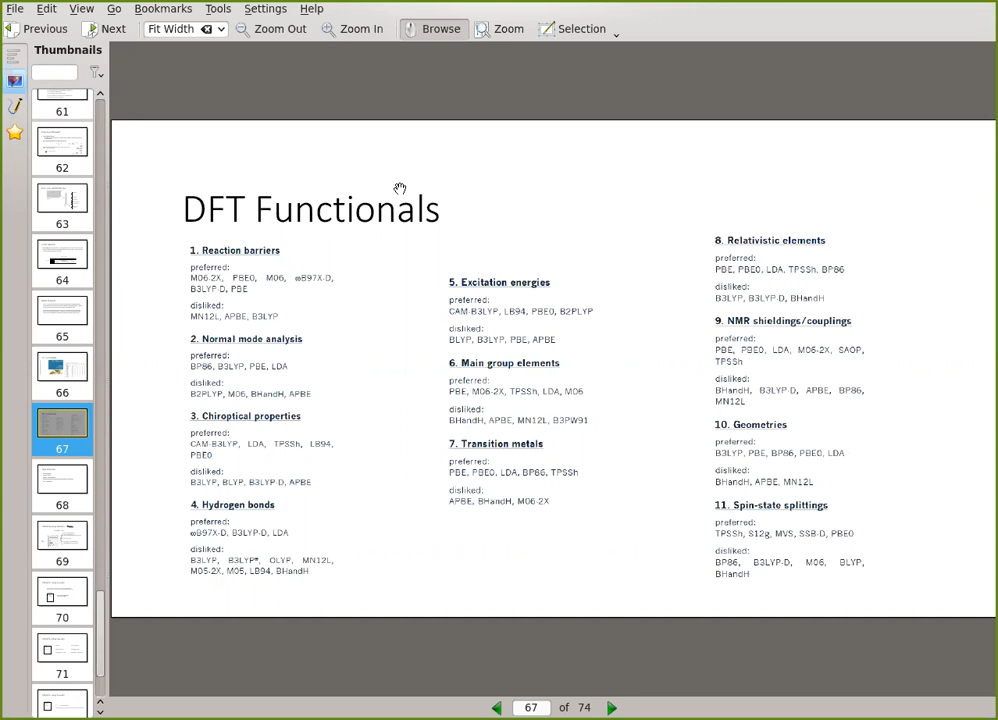 File Edit View Go Bookmarks Tools Settings Help
Previous Next Fit Width Zoom Out Zoom In Browse Zoom Selection
Thumbnails
61
62
63
64
65
66
67
68
69
70
71
DFT Functionals
1. Reaction barriers
preferred:
M06-2X, PBE0, M06, ωB97X-D,
B3LYP-D, PBE
disliked:
MN12L, APBE, B3LYP
2. Normal mode analysis
preferred:
BP86, B3LYP, PBE, LDA
disliked:
B2PLYP, M06, BHandH, APBE
3. Chiroptical properties
preferred:
CAM-B3LYP, LDA, TPSSh, LB94,
PBE0
disliked:
B3LYP, BLYP, B3LYP-D, APBE
4. Hydrogen bonds
preferred:
ωB97X-D, B3LYP-D, LDA
disliked:
B3LYP, B3LYP*, OLYP, MN12L,
M05-2X, M05, LB94, BHandH
5. Excitation energies
preferred:
CAM-B3LYP, LB94, PBE0, B2PLYP
disliked:
BLYP, B3LYP, PBE, APBE
6. Main group elements
preferred:
PBE, M06-2X, TPSSh, LDA, M06
disliked:
BHandH, APBE, MN12L, B3PW91
7. Transition metals
preferred:
PBE, PBE0, LDA, BP86, TPSSh
disliked:
APBE, BHandH, M06-2X
8. Relativistic elements
preferred:
PBE, PBE0, LDA, TPSSh, BP86
disliked:
B3LYP, B3LYP-D, BHandH
9. NMR shieldings/couplings
preferred:
PBE, PBE0, LDA, M06-2X, SAOP,
TPSSh
disliked:
BHandH, B3LYP-D, APBE, BP86,
MN12L
10. Geometries
preferred:
B3LYP, PBE, BP86, PBE0, LDA
disliked:
BHandH, APBE, MN12L
11. Spin-state splittings
preferred:
TPSSh, S12g, MVS, SSB-D, PBE0
disliked:
BP86, B3LYP-D, M06, BLYP,
BHandH
67 of 74